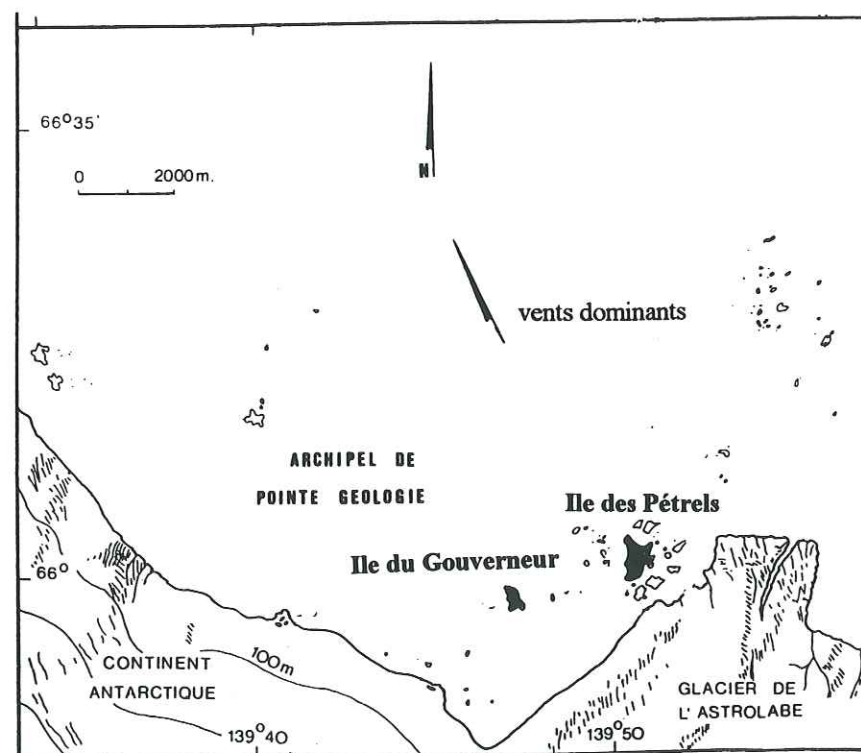 66°35'
0 2000m.
N
vents dominants
ARCHIPEL DE
POINTE GEOLOGIE
Ile des Pétrels
Ile du Gouverneur
66°
CONTINENT
ANTARCTIQUE
100m
GLACIER DE
L'ASTROLABE
139°40
139°50